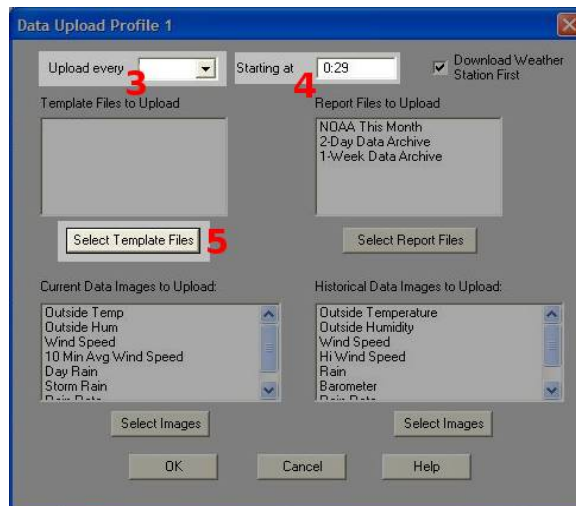 Data Upload Profile 1
Upload every
3
Starting at
0:29
4
Download Weather
Station First
Template Files to Upload
Report Files to Upload
NOAA This Month
2-Day Data Archive
1-Week Data Archive
Select Template Files
5
Select Report Files
Current Data Images to Upload:
Outside Temp
Outside Hum
Wind Speed
10 Min Avg Wind Speed
Day Rain
Storm Rain
Historical Data Images to Upload:
Outside Temperature
Outside Humidity
Wind Speed
Hi Wind Speed
Rain
Barometer
Select Images
Select Images
OK
Cancel
Help